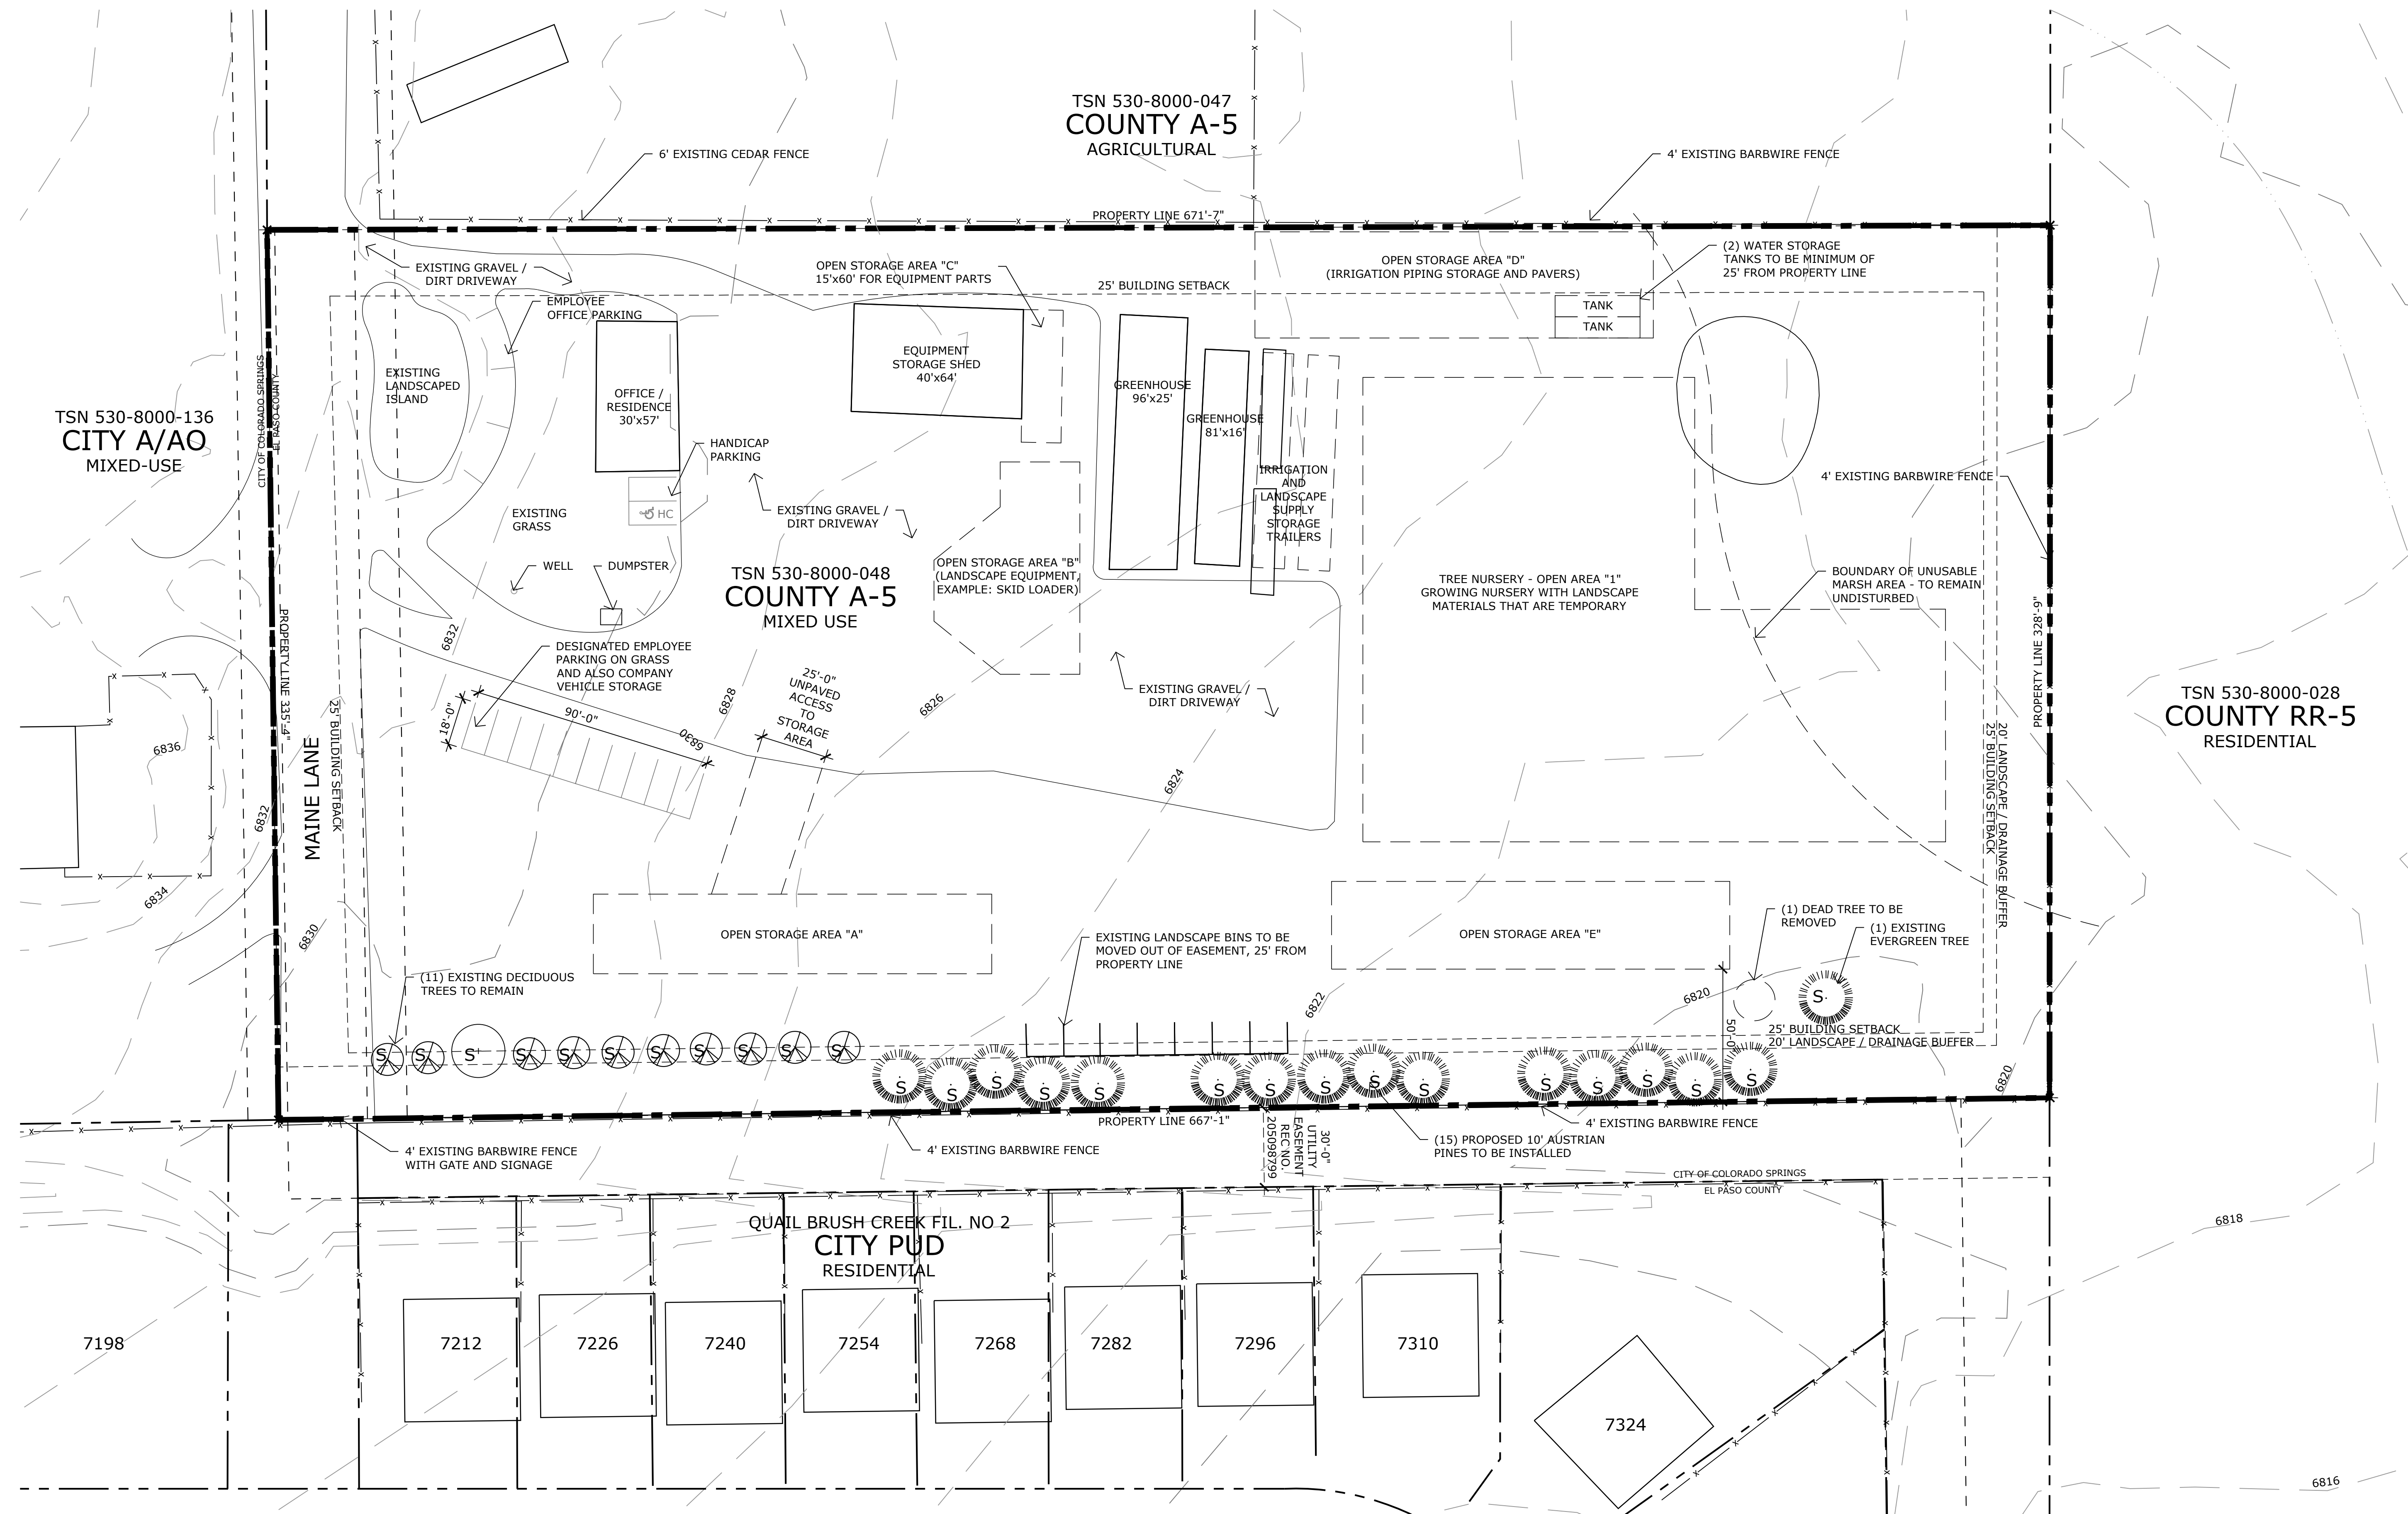 TSN 530-8000-047
COUNTY A-5
AGRICULTURAL
6' EXISTING CEDAR FENCE
4' EXISTING BARBWIRE FENCE
PROPERTY LINE 671'-7"
EXISTING GRAVEL /
DIRT DRIVEWAY
OPEN STORAGE AREA "C"
15'x60' FOR EQUIPMENT PARTS
OPEN STORAGE AREA "D"
(IRRIGATION PIPING STORAGE AND PAVERS)
(2) WATER STORAGE
TANKS TO BE MINIMUM OF
25' FROM PROPERTY LINE
25' BUILDING SETBACK
EMPLOYEE
OFFICE PARKING
TANK
TANK
EXISTING
LANDSCAPED
ISLAND
OFFICE /
RESIDENCE
30'x57'
EQUIPMENT
STORAGE SHED
40'x64'
GREENHOUSE
96'x25'
GREENHOUSE
81'x16'
CITY OF COLORADO SPRINGS
EL PASO COUNTY
TSN 530-8000-136
CITY A/AO
MIXED-USE
HANDICAP
PARKING
HC
IRRIGATION
AND
LANDSCAPE
SUPPLY
STORAGE
TRAILERS
4' EXISTING BARBWIRE FENCE
EXISTING
GRASS
EXISTING GRAVEL /
DIRT DRIVEWAY
WELL
DUMPSTER
TSN 530-8000-048
COUNTY A-5
MIXED USE
OPEN STORAGE AREA "B"
(LANDSCAPE EQUIPMENT,
EXAMPLE: SKID LOADER)
TREE NURSERY - OPEN AREA "1"
GROWING NURSERY WITH LANDSCAPE
MATERIALS THAT ARE TEMPORARY
BOUNDARY OF UNUSABLE
MARSH AREA - TO REMAIN
UNDISTURBED
PROPERTY LINE 328'-9"
6832
PROPERTY LINE 335'-4"
DESIGNATED EMPLOYEE
PARKING ON GRASS
AND ALSO COMPANY
VEHICLE STORAGE
18'-0"
90'-0"
6830
6828
25'-0"
UNPAVED
ACCESS
TO
STORAGE
AREA
6826
EXISTING GRAVEL /
DIRT DRIVEWAY
6824
TSN 530-8000-028
COUNTY RR-5
RESIDENTIAL
6836
6832
6834
6830
MAINE LANE
25' BUILDING SETBACK
20' LANDSCAPE / DRAINAGE BUFFER
25' BUILDING SETBACK
OPEN STORAGE AREA "A"
EXISTING LANDSCAPE BINS TO BE
MOVED OUT OF EASEMENT, 25' FROM
PROPERTY LINE
OPEN STORAGE AREA "E"
(1) DEAD TREE TO BE
REMOVED
(1) EXISTING
EVERGREEN TREE
(11) EXISTING DECIDUOUS
TREES TO REMAIN
6822
6820
S
50'-0"
25' BUILDING SETBACK
20' LANDSCAPE / DRAINAGE BUFFER
6820
S S S S S S S S S S S
S S S S S S S S S S S S S S S
PROPERTY LINE 667'-1"
4' EXISTING BARBWIRE FENCE
WITH GATE AND SIGNAGE
4' EXISTING BARBWIRE FENCE
30'-0"
UTILITY
EASEMENT
REC NO.
205098799
(15) PROPOSED 10' AUSTRIAN
PINES TO BE INSTALLED
4' EXISTING BARBWIRE FENCE
CITY OF COLORADO SPRINGS
EL PASO COUNTY
QUAIL BRUSH CREEK FIL. NO 2
CITY PUD
RESIDENTIAL
6818
7198
7212
7226
7240
7254
7268
7282
7296
7310
7324
6816